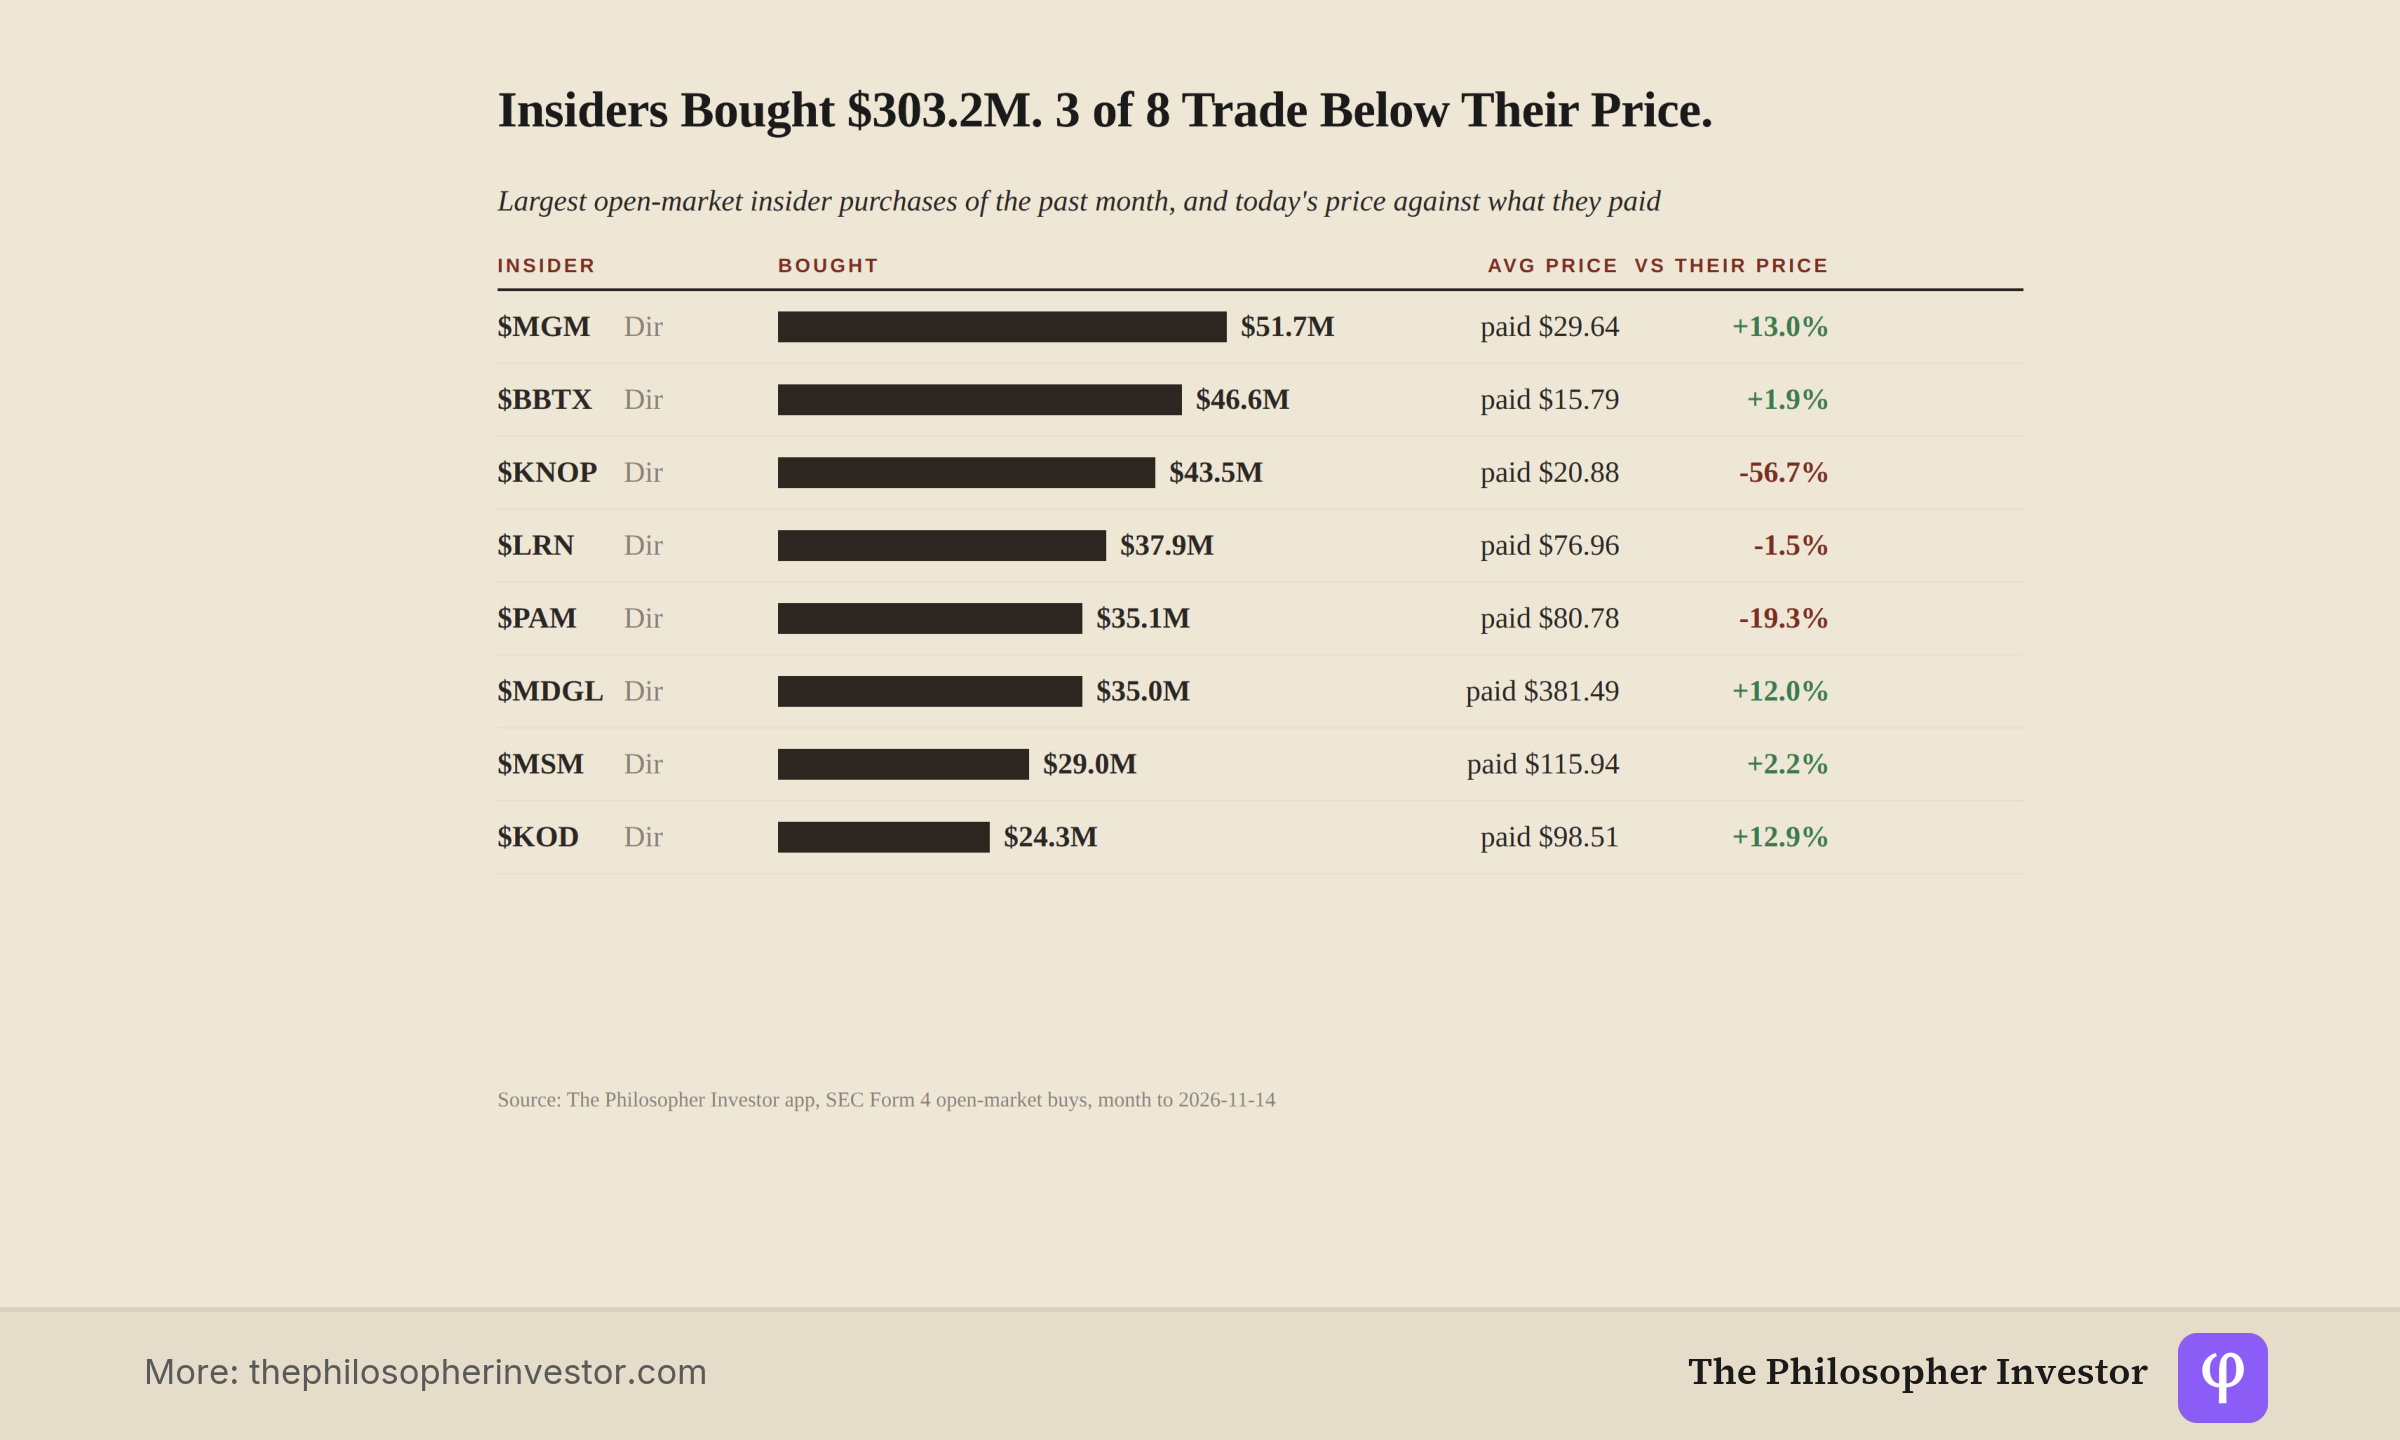 Insiders Bought $303.2M. 3 of 8 Trade Below Their Price.
Largest open-market insider purchases of the past month, and today's price against what they paid
INSIDER BOUGHT AVG PRICE VS THEIR PRICE
$MGM Dir $51.7M paid $29.64 +13.0%
$BBTX Dir $46.6M paid $15.79 +1.9%
$KNOP Dir $43.5M paid $20.88 -56.7%
$LRN Dir $37.9M paid $76.96 -1.5%
$PAM Dir $35.1M paid $80.78 -19.3%
$MDGL Dir $35.0M paid $381.49 +12.0%
$MSM Dir $29.0M paid $115.94 +2.2%
$KOD Dir $24.3M paid $98.51 +12.9%
Source: The Philosopher Investor app, SEC Form 4 open-market buys, month to 2026-11-14
More: thephilosopherinvestor.com
The Philosopher Investor φ